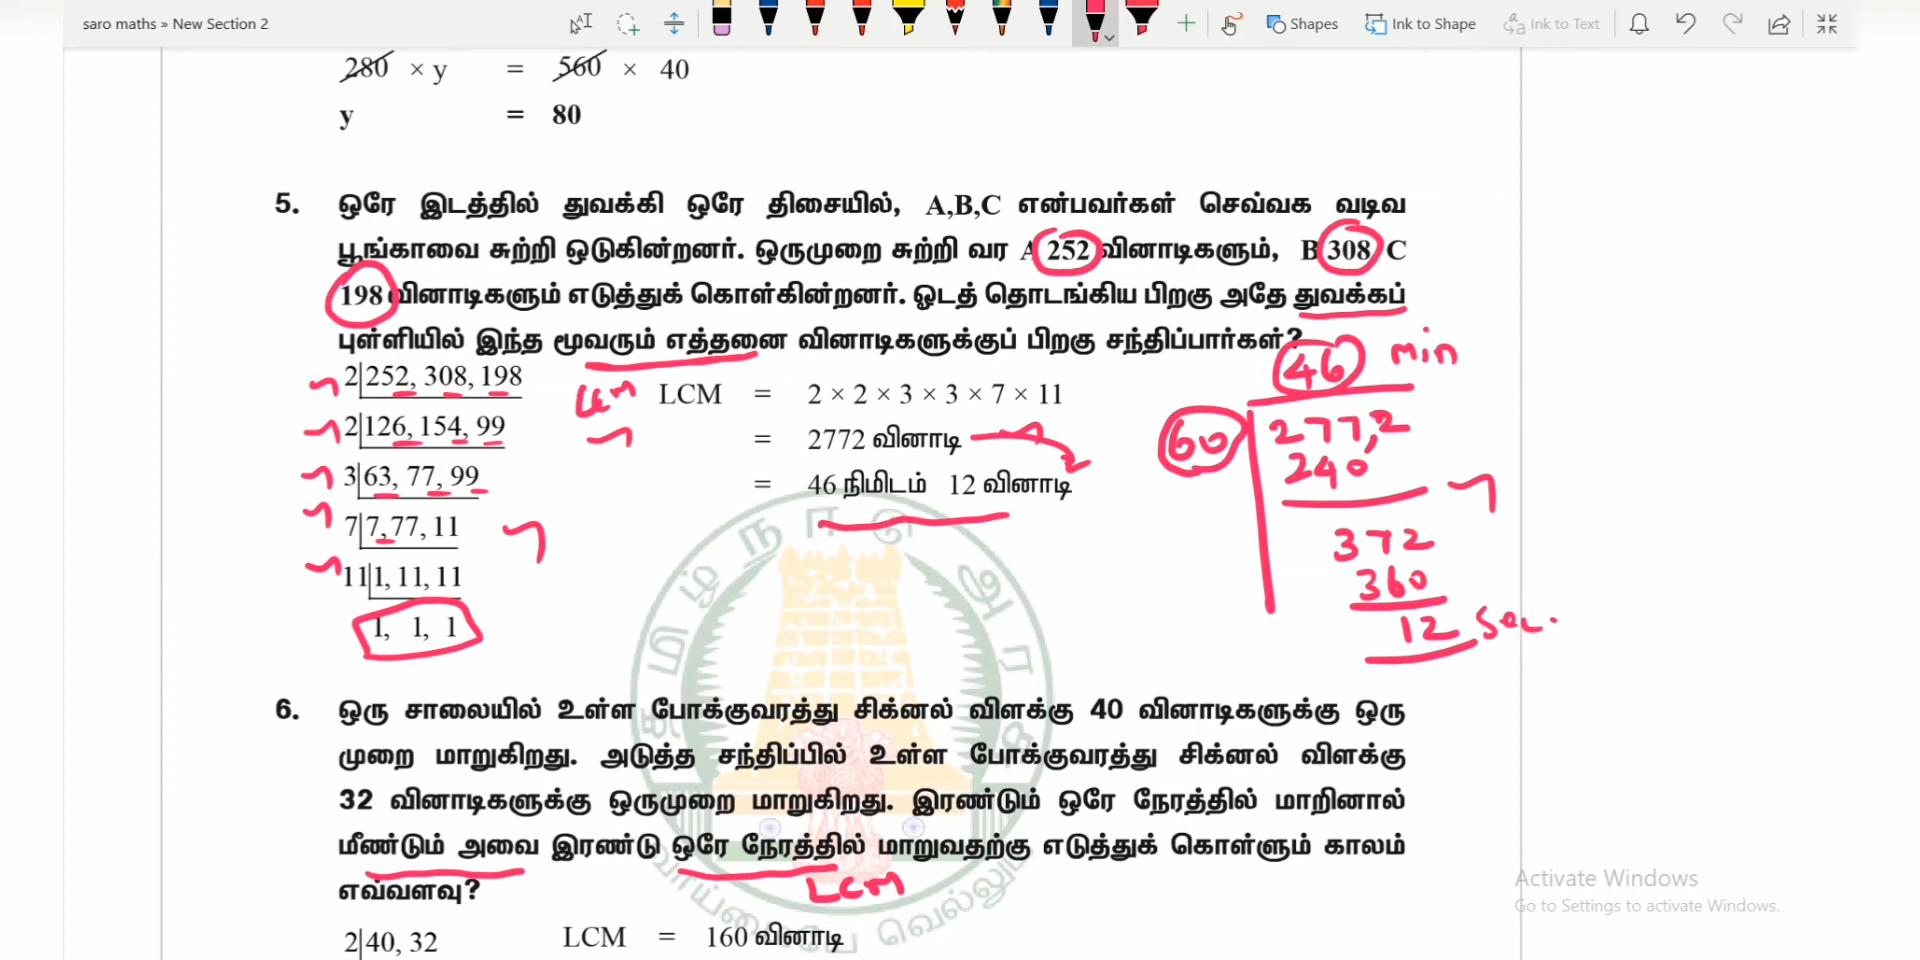 saro maths » New Section 2
Shapes
Ink to Shape
Ink to Text
280 × y = 560 × 40
y = 80
5. ஒரே இடத்தில் துவக்கி ஒரே திசையில், A,B,C என்பவர்கள் செவ்வக வடிவ
பூங்காவை சுற்றி ஓடுகின்றனர். ஒருமுறை சுற்றி வர A 252 வினாடிகளும், B 308 C
198 வினாடிகளும் எடுத்துக் கொள்கின்றனர். ஓடத் தொடங்கிய பிறகு அதே துவக்கப்
புள்ளியில் இந்த மூவரும் எத்தனை வினாடிகளுக்குப் பிறகு சந்திப்பார்கள்?
2 252, 308, 198
2 126, 154, 99
3 63, 77, 99
7 7, 77, 11
11 1, 11, 11
1, 1, 1
Lcm
LCM = 2 × 2 × 3 × 3 × 7 × 11
= 2772 வினாடி
= 46 நிமிடம் 12 வினாடி
46 min
60 277,2
240
372
360
12 Sec.
தமிழ்நாடு அரசு
வாய்மையே வெல்லும்
6. ஒரு சாலையில் உள்ள போக்குவரத்து சிக்னல் விளக்கு 40 வினாடிகளுக்கு ஒரு
முறை மாறுகிறது. அடுத்த சந்திப்பில் உள்ள போக்குவரத்து சிக்னல் விளக்கு
32 வினாடிகளுக்கு ஒருமுறை மாறுகிறது. இரண்டும் ஒரே நேரத்தில் மாறினால்
மீண்டும் அவை இரண்டு ஒரே நேரத்தில் மாறுவதற்கு எடுத்துக் கொள்ளும் காலம்
எவ்வளவு?
LCM
2 40, 32
LCM = 160 வினாடி
Activate Windows
Go to Settings to activate Windows.